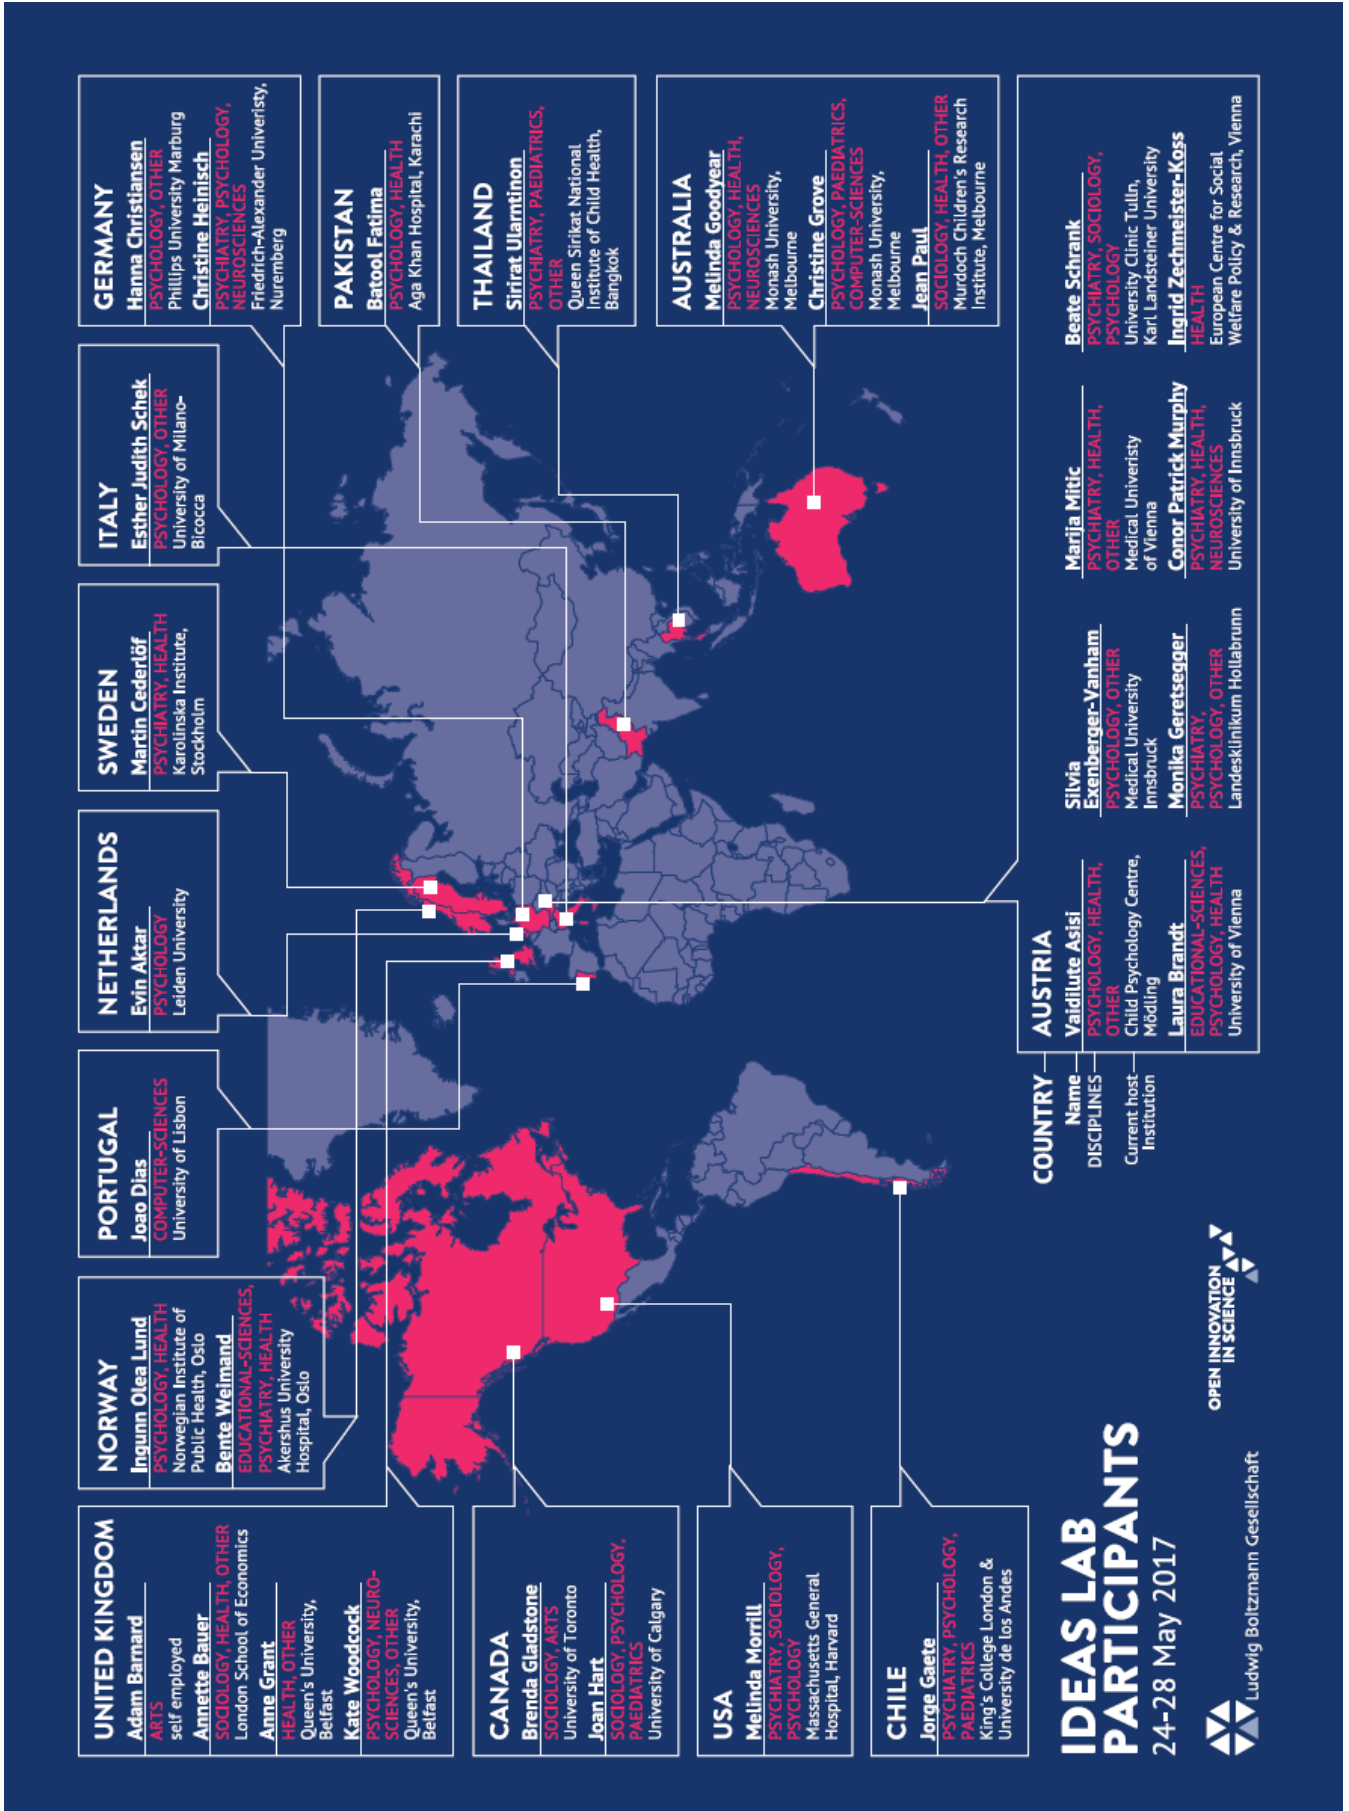 UNITED KINGDOM
Adam Barnard
ARTS
self employed
Annette Bauer
SOCIOLOGY, HEALTH, OTHER
London School of Economics
Anne Grant
HEALTH, OTHER
Queen's University,
Belfast
Kate Woodcock
PSYCHOLOGY, NEURO-
SCIENCES, OTHER
Queen's University,
Belfast
NORWAY
Ingunn Olea Lund
PSYCHOLOGY, HEALTH
Norwegian Institute of
Public Health, Oslo
Bente Weimand
EDUCATIONAL-SCIENCES,
PSYCHIATRY, HEALTH
Akershus University
Hospital, Oslo
PORTUGAL
Joao Dias
COMPUTER-SCIENCES
University of Lisbon
NETHERLANDS
Evin Aktar
PSYCHOLOGY
Leiden University
SWEDEN
Martin Cederlöf
PSYCHIATRY, HEALTH
Karolinska Institute,
Stockholm
ITALY
Esther Judith Schek
PSYCHOLOGY, OTHER
University of Milano-
Bicocca
GERMANY
Hanna Christiansen
PSYCHOLOGY, OTHER
Phillips University Marburg
Christine Heinisch
PSYCHIATRY, PSYCHOLOGY,
NEUROSCIENCES
Friedrich-Alexander Univeristy,
Nuremberg
PAKISTAN
Batool Fatima
PSYCHOLOGY, HEALTH
Aga Khan Hospital, Karachi
THAILAND
Sirirat Ularntinon
PSYCHIATRY, PAEDIATRICS,
OTHER
Queen Sirikat National
Institute of Child Health,
Bangkok
AUSTRALIA
Melinda Goodyear
PSYCHOLOGY, HEALTH,
NEUROSCIENCES
Monash University,
Melbourne
Christine Grove
PSYCHOLOGY, PAEDIATRICS,
COMPUTER-SCIENCES
Monash University,
Melbourne
Jean Paul
SOCIOLOGY, HEALTH, OTHER
Murdoch Children's Research
Institute, Melbourne
CANADA
Brenda Gladstone
SOCIOLOGY, ARTS
University of Toronto
Joan Hart
SOCIOLOGY, PSYCHOLOGY,
PAEDIATRICS
University of Calgary
USA
Melinda Morrill
PSYCHIATRY, SOCIOLOGY,
PSYCHOLOGY
Massachusetts General
Hospital, Harvard
CHILE
Jorge Gaete
PSYCHIATRY, PSYCHOLOGY,
PAEDIATRICS
King's College London &
University de los Andes
COUNTRY
Name
DISCIPLINES
Current host
Institution
AUSTRIA
Vaidilute Asisi
PSYCHOLOGY, HEALTH,
OTHER
Child Psychology Centre,
Mödling
Laura Brandt
EDUCATIONAL-SCIENCES,
PSYCHOLOGY, HEALTH
University of Vienna
Silvia
Exenberger-Vanham
PSYCHOLOGY, OTHER
Medical University
Innsbruck
Monika Geretsegger
PSYCHIATRY,
PSYCHOLOGY, OTHER
Landesklinikum Hollabrunn
Marija Mitic
PSYCHIATRY, HEALTH,
OTHER
Medical Univeristy
of Vienna
Conor Patrick Murphy
PSYCHIATRY, HEALTH,
NEUROSCIENCES
University of Innsbruck
Beate Schrank
PSYCHIATRY, SOCIOLOGY,
PSYCHOLOGY
University Clinic Tulln,
Karl Landsteiner University
Ingrid Zechmeister-Koss
HEALTH
European Centre for Social
Welfare Policy & Research, Vienna
IDEAS LAB
PARTICIPANTS
24-28 May 2017
Ludwig Boltzmann Gesellschaft
OPEN INNOVATION
IN SCIENCE